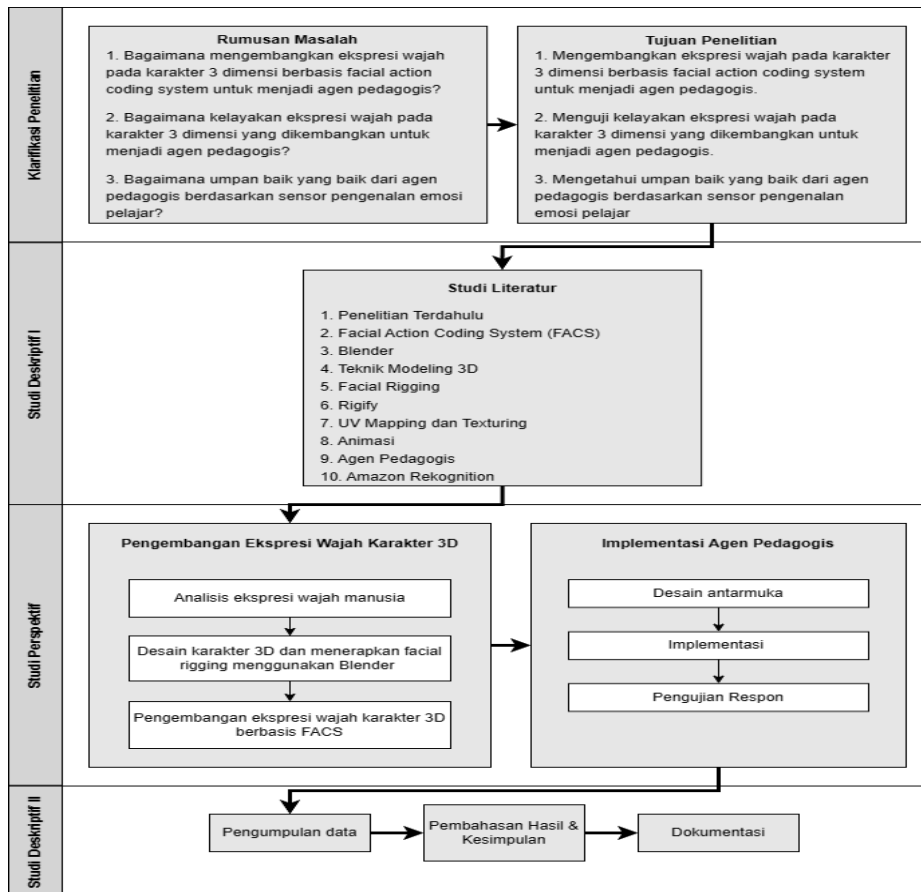 Klarifikasi Penelitian
Rumusan Masalah
1. Bagaimana mengembangkan ekspresi wajah
pada karakter 3 dimensi berbasis facial action
coding system untuk menjadi agen pedagogis?
2. Bagaimana kelayakan ekspresi wajah pada
karakter 3 dimensi yang dikembangkan untuk
menjadi agen pedagogis?
3. Bagaimana umpan baik yang baik dari agen
pedagogis berdasarkan sensor pengenalan emosi
pelajar?
Tujuan Penelitian
1. Mengembangkan ekspresi wajah pada karakter
3 dimensi berbasis facial action coding system
untuk menjadi agen pedagogis.
2. Menguji kelayakan ekspresi wajah pada
karakter 3 dimensi yang dikembangkan untuk
menjadi agen pedagogis.
3. Mengetahui umpan baik yang baik dari agen
pedagogis berdasarkan sensor pengenalan
emosi pelajar
Studi Deskriptif I
Studi Literatur
1. Penelitian Terdahulu
2. Facial Action Coding System (FACS)
3. Blender
4. Teknik Modeling 3D
5. Facial Rigging
6. Rigify
7. UV Mapping dan Texturing
8. Animasi
9. Agen Pedagogis
10. Amazon Rekognition
Studi Perspektif
Pengembangan Ekspresi Wajah Karakter 3D
Analisis ekspresi wajah manusia
Desain karakter 3D dan menerapkan facial
rigging menggunakan Blender
Pengembangan ekspresi wajah karakter 3D
berbasis FACS
Implementasi Agen Pedagogis
Desain antarmuka
Implementasi
Pengujian Respon
Studi Deskriptif II
Pengumpulan data
Pembahasan Hasil &
Kesimpulan
Dokumentasi